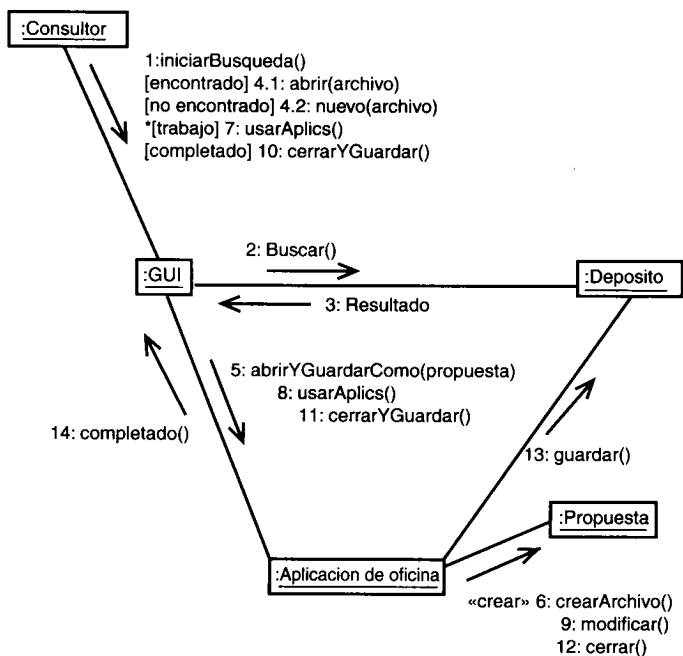 :Consultor
1:iniciarBusqueda()
[encontrado] 4.1: abrir(archivo)
[no encontrado] 4.2: nuevo(archivo)
*[trabajo] 7: usarAplics()
[completado] 10: cerrarYGuardar()
2: Buscar()
:GUI
:Deposito
3: Resultado
5: abrirYGuardarComo(propuesta)
8: usarAplics()
11: cerrarYGuardar()
14: completado()
13: guardar()
:Propuesta
:Aplicacion de oficina
«crear» 6: crearArchivo()
9: modificar()
12: cerrar()